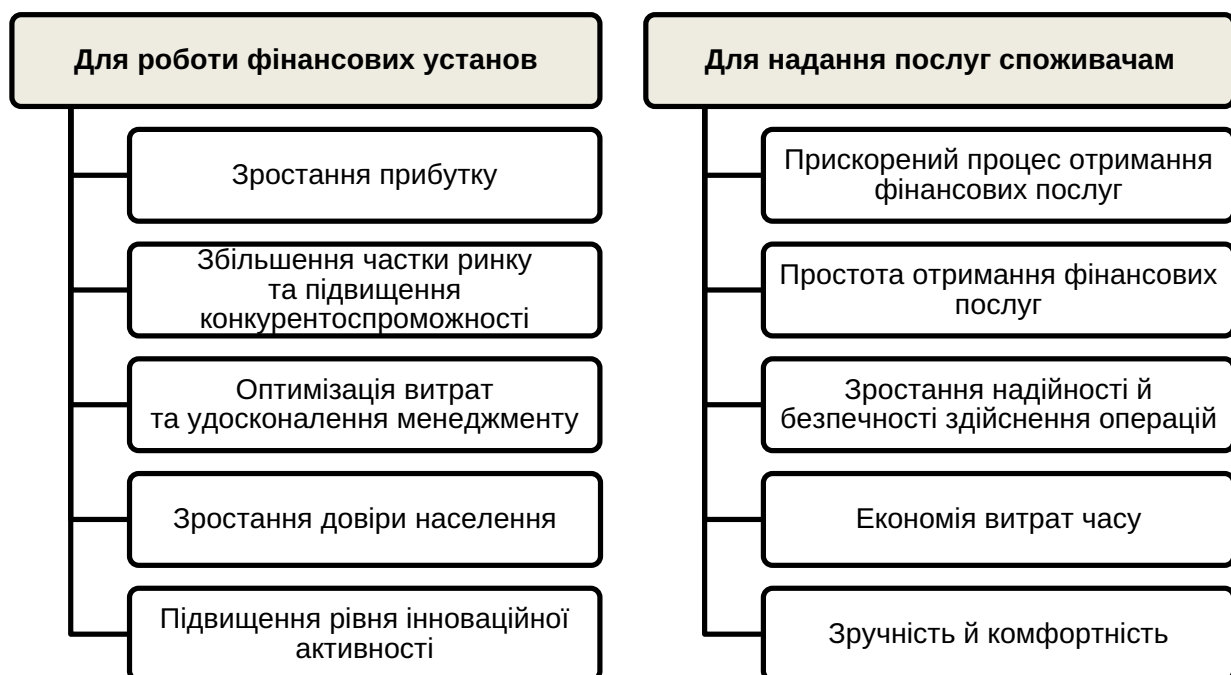 Для роботи фінансових установ
Зростання прибутку
Збільшення частки ринку
та підвищення
конкурентоспроможності
Оптимізація витрат
та удосконалення менеджменту
Зростання довіри населення
Підвищення рівня інноваційної
активності
Для надання послуг споживачам
Прискорений процес отримання
фінансових послуг
Простота отримання фінансових
послуг
Зростання надійності й
безпечності здійснення операцій
Економія витрат часу
Зручність й комфортність